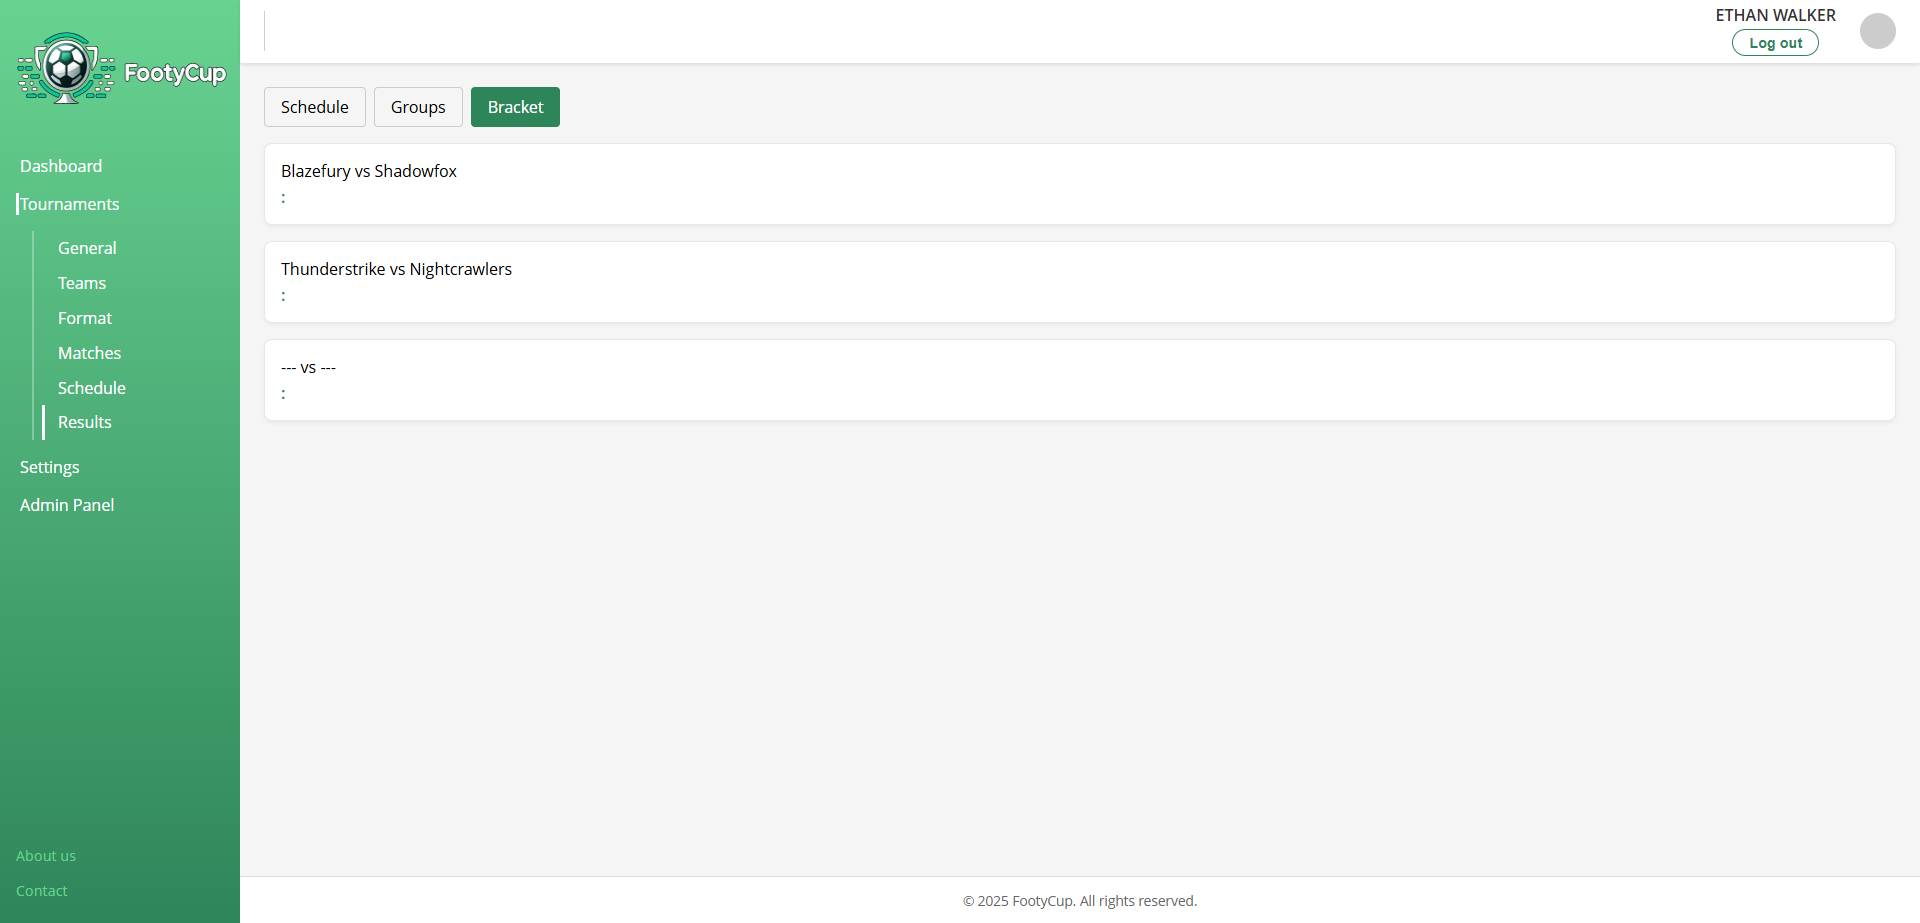 FootyCup
Dashboard
Tournaments
General
Teams
Format
Matches
Schedule
Results
Settings
Admin Panel
About us
Contact
ETHAN WALKER
Log out
Schedule
Groups
Bracket
Blazefury vs Shadowfox
:
Thunderstrike vs Nightcrawlers
:
--- vs ---
:
© 2025 FootyCup. All rights reserved.